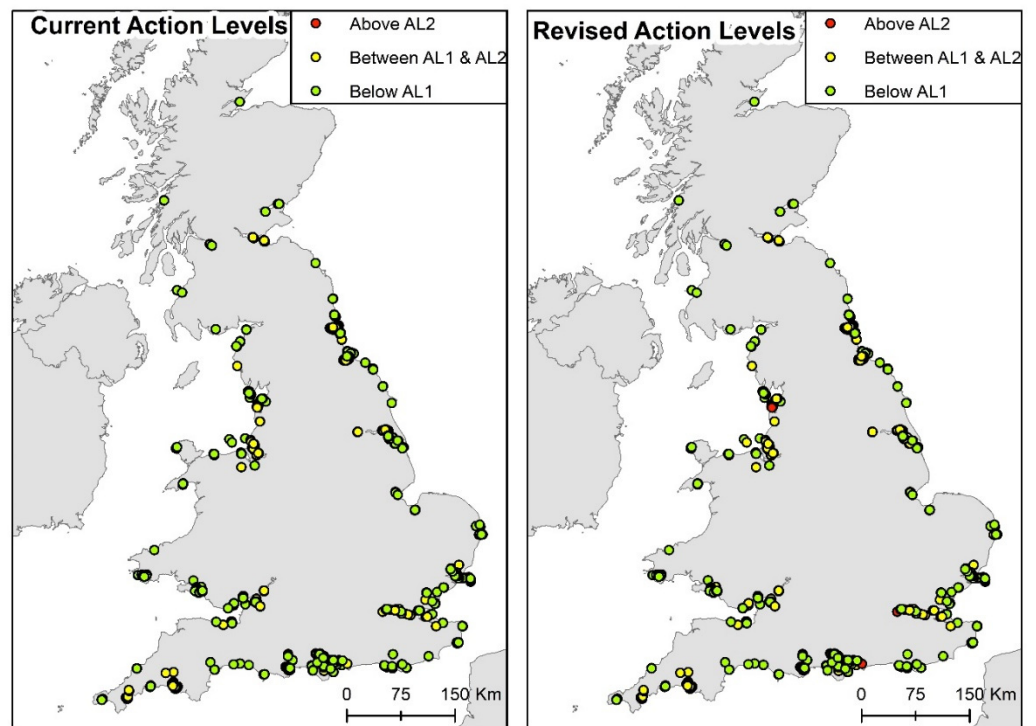 Current Action Levels
Above AL2
Between AL1 & AL2
Below AL1
0 75 150 Km
Revised Action Levels
Above AL2
Between AL1 & AL2
Below AL1
0 75 150 Km